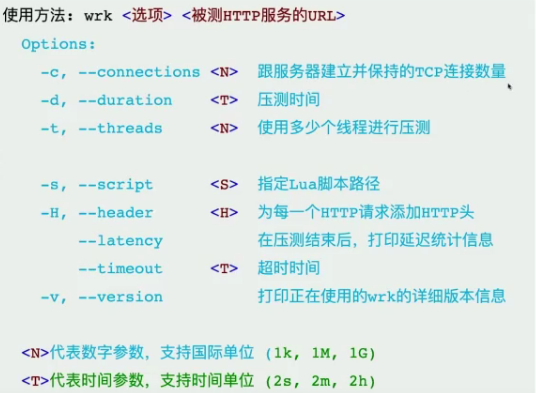 使用方法：wrk <选项> <被测HTTP服务的URL>
Options:
-c, --connections <N> 跟服务器建立并保持的TCP连接数量
-d, --duration <T> 压测时间
-t, --threads <N> 使用多少个线程进行压测
-s, --script <S> 指定Lua脚本路径
-H, --header <H> 为每一个HTTP请求添加HTTP头
--latency 在压测结束后，打印延迟统计信息
--timeout <T> 超时时间
-v, --version 打印正在使用的wrk的详细版本信息
<N>代表数字参数，支持国际单位 (1k, 1M, 1G)
<T>代表时间参数，支持时间单位 (2s, 2m, 2h)